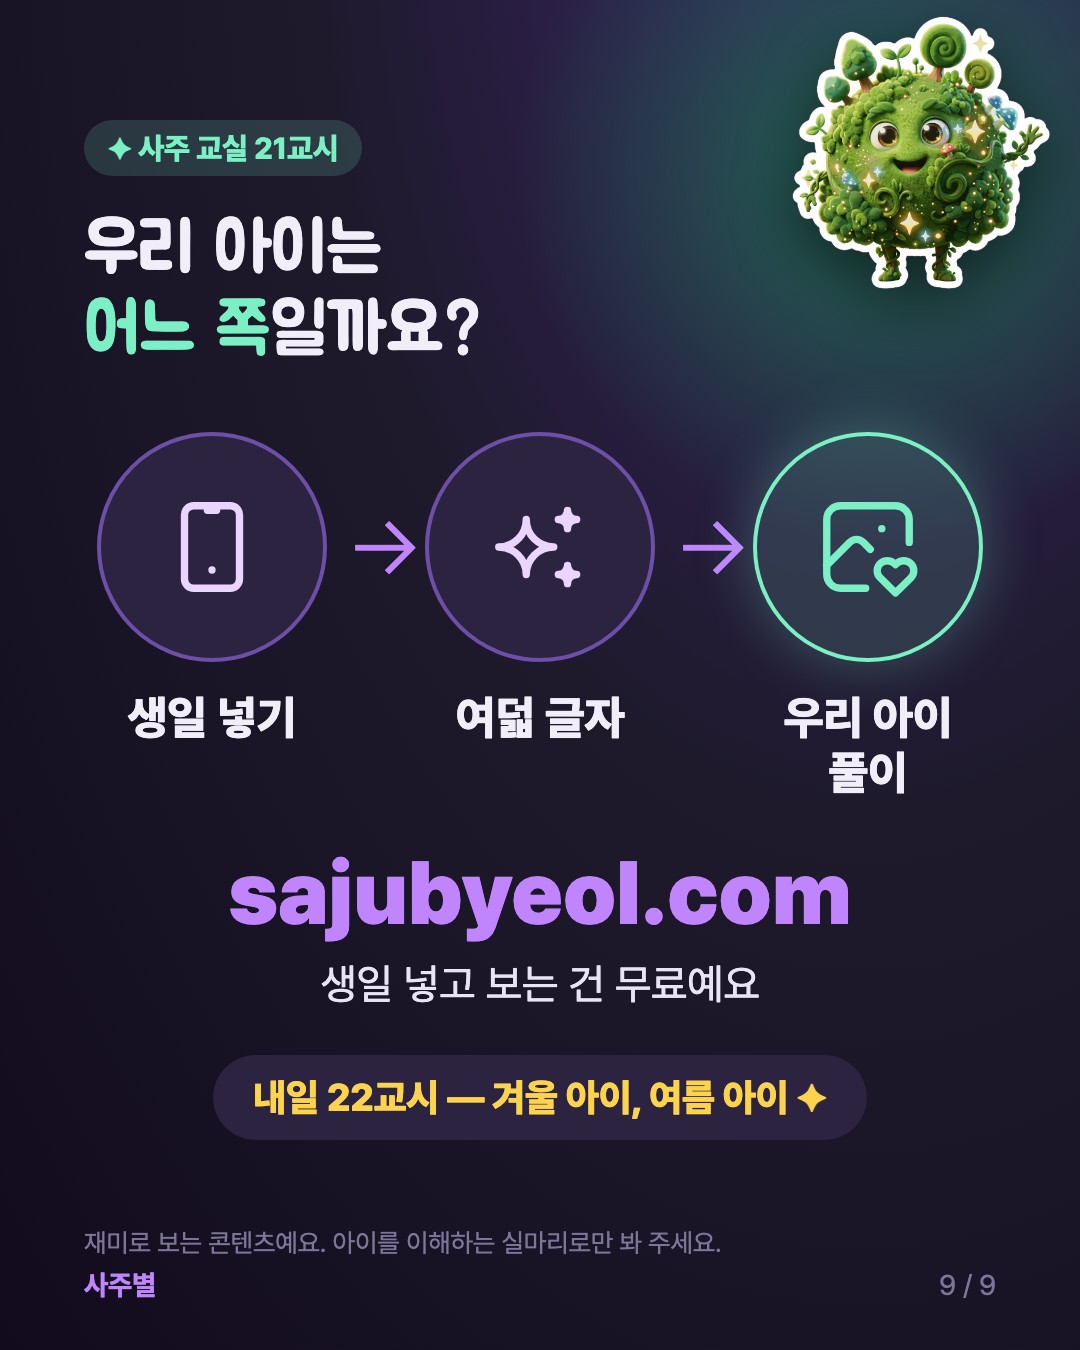 ✦ 사주 교실 21교시
우리 아이는
어느 쪽일까요?
생일 넣기
여덟 글자
우리 아이
풀이
sajubyeol.com
생일 넣고 보는 건 무료예요
내일 22교시 — 겨울 아이, 여름 아이 ✦
재미로 보는 콘텐츠예요. 아이를 이해하는 실마리로만 봐 주세요.
사주별
9 / 9